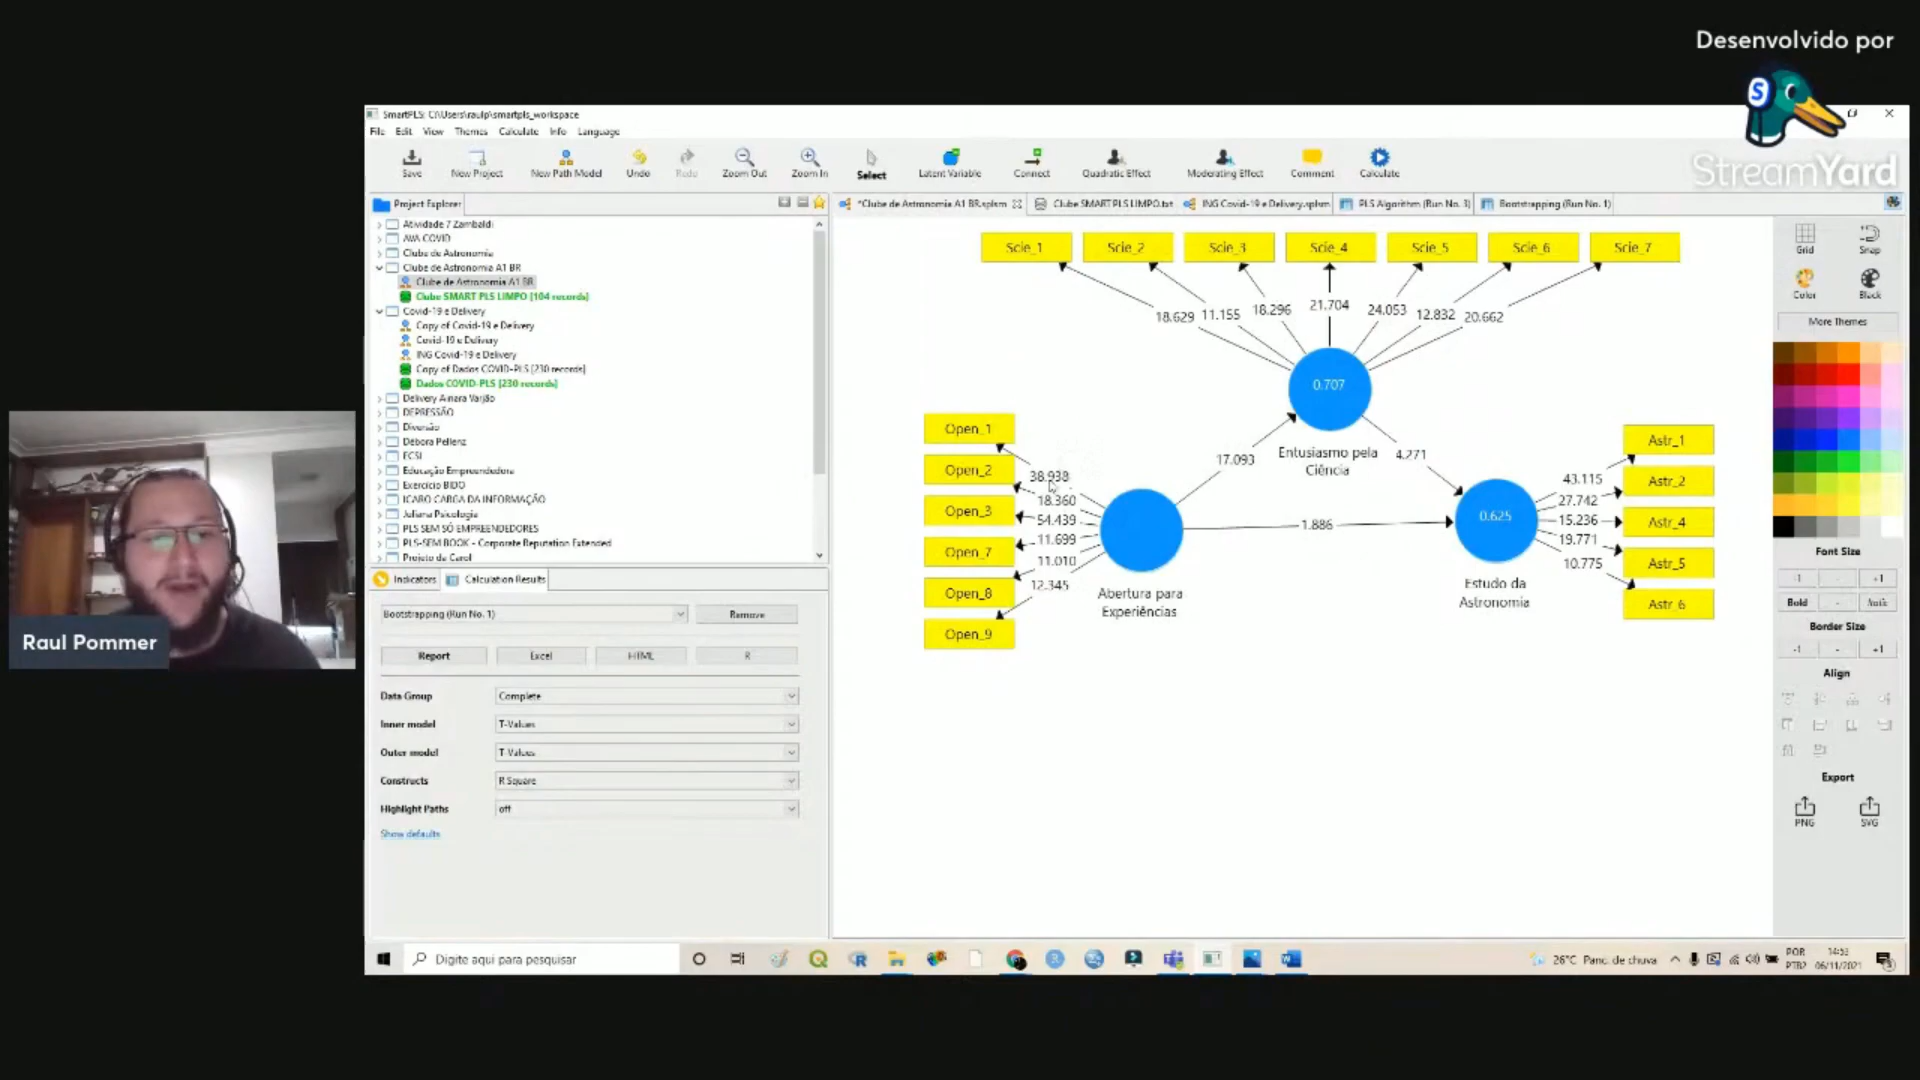 Desenvolvido por
StreamYard
SmartPLS: C:\Users\raulp\smartpls_workspace
File Edit View Themes Calculate Info Language
Save New Project New Path Model Undo Redo Zoom Out Zoom In Select Latent Variable Connect Quadratic Effect Moderating Effect Comment Calculate
Project Explorer
*Clube de Astronomia A1 BR.splsm Clube SMART PLS LIMPO.txt ING Covid-19 e Delivery.splsm PLS Algorithm (Run No. 3) Bootstrapping (Run No. 1)
Atividade 7 Zambaldi
AVA COVID
Clube de Astronomia
Clube de Astronomia A1 BR
Clube de Astronomia A1 BR
Clube SMART PLS LIMPO [104 records]
Covid-19 e Delivery
Copy of Covid-19 e Delivery
Covid-19 e Delivery
ING Covid-19 e Delivery
Copy of Dados COVID-PLS [230 records]
Dados COVID-PLS [230 records]
Delivery Ainara Varjão
DEPRESSÃO
Diversão
Débora Pellenz
ECSI
Educação Empreendedora
Exercício BIDO
ICARO CARGA DA INFORMAÇÃO
Juliana Psicologia
PLS SEM SÓ EMPREENDEDORES
PLS-SEM BOOK - Corporate Reputation Extended
Projeto da Carol
Indicators Calculation Results
Bootstrapping (Run No. 1) Remove
Report Excel HTML R
Data Group Complete
Inner model T-Values
Outer model T-Values
Constructs R Square
Highlight Paths off
Show defaults
Scie_1 Scie_2 Scie_3 Scie_4 Scie_5 Scie_6 Scie_7
18.629 11.155 18.296 21.704 24.053 12.832 20.662
0.707
Entusiasmo pela
Ciência
17.093
4.271
Open_1
Open_2
Open_3
Open_7
Open_8
Open_9
38.938
18.360
54.439
11.699
11.010
12.345
Abertura para
Experiências
1.886
0.625
Estudo da
Astronomia
43.115
27.742
15.236
19.771
10.775
Astr_1
Astr_2
Astr_4
Astr_5
Astr_6
Grid Snap
Color Black
More Themes
Font Size
-1 - +1
Bold - Italic
Border Size
-1 - +1
Align
Export
PNG SVG
Raul Pommer
Digite aqui para pesquisar
26°C Panc. de chuva
POR 14:53
PTB2 06/11/2021